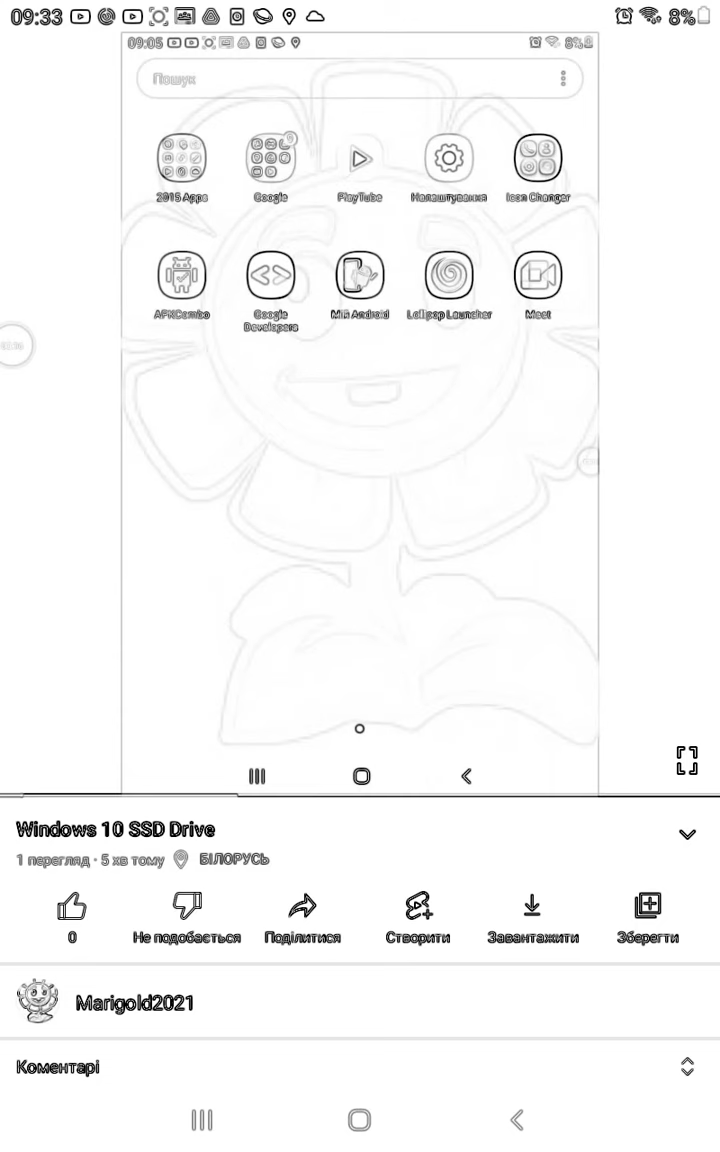 09:33 8%
09:05 8%
Пошук
2015 Apps Google PlayTube Налаштування Icon Changer
APKCombo Google Developers Mili Android Lollipop Launcher Meet
Windows 10 SSD Drive
1 перегляд · 5 хв тому БІЛОРУСЬ
0 Не подобається Поділитися Створити Завантажити Зберегти
Marigold2021
Коментарі